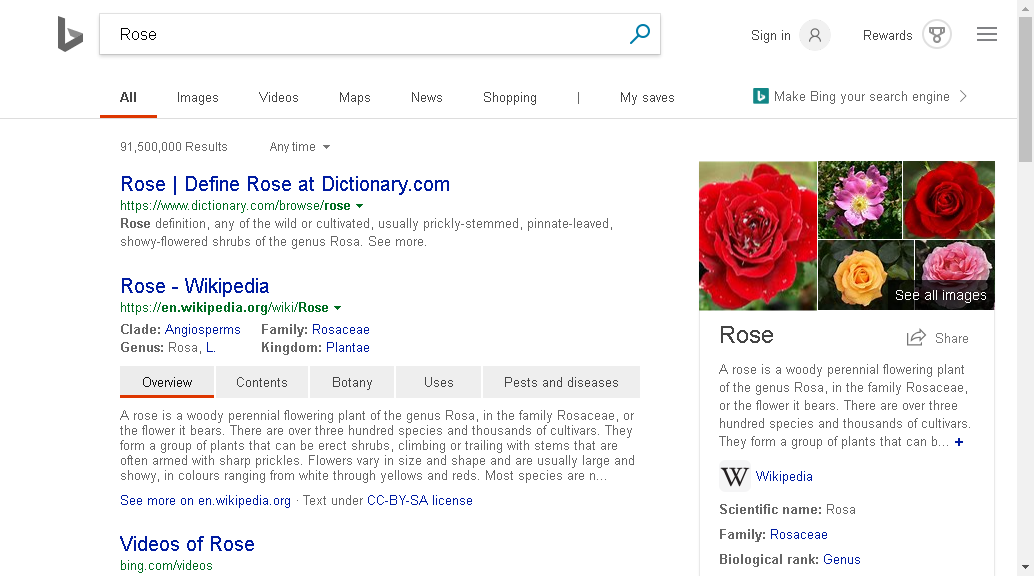 Rose
Sign in
Rewards
All Images Videos Maps News Shopping | My saves
Make Bing your search engine
91,500,000 Results Any time
Rose | Define Rose at Dictionary.com
https://www.dictionary.com/browse/rose
Rose definition, any of the wild or cultivated, usually prickly-stemmed, pinnate-leaved,
showy-flowered shrubs of the genus Rosa. See more.
Rose - Wikipedia
https://en.wikipedia.org/wiki/Rose
Clade: Angiosperms Family: Rosaceae
Genus: Rosa, L. Kingdom: Plantae
Overview Contents Botany Uses Pests and diseases
A rose is a woody perennial flowering plant of the genus Rosa, in the family Rosaceae, or
the flower it bears. There are over three hundred species and thousands of cultivars. They
form a group of plants that can be erect shrubs, climbing or trailing with stems that are
often armed with sharp prickles. Flowers vary in size and shape and are usually large and
showy, in colours ranging from white through yellows and reds. Most species are n...
See more on en.wikipedia.org · Text under CC-BY-SA license
Videos of Rose
bing.com/videos
See all images
Rose
Share
A rose is a woody perennial flowering plant
of the genus Rosa, in the family Rosaceae,
or the flower it bears. There are over three
hundred species and thousands of cultivars.
They form a group of plants that can b... +
W Wikipedia
Scientific name: Rosa
Family: Rosaceae
Biological rank: Genus